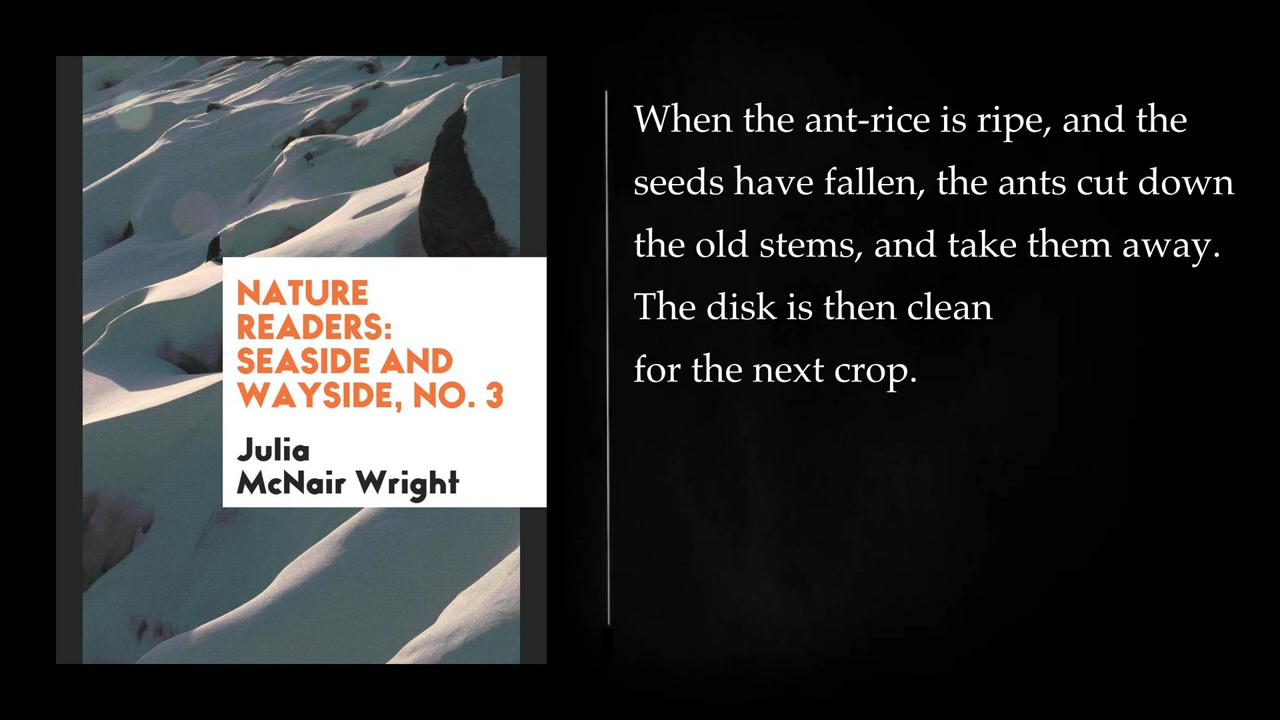 NATURE
READERS:
SEASIDE AND
WAYSIDE, NO. 3
Julia
McNair Wright
When the ant-rice is ripe, and the
seeds have fallen, the ants cut down
the old stems, and take them away.
The disk is then clean
for the next crop.